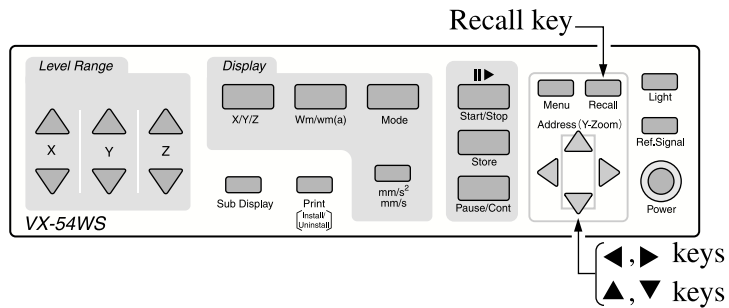 Recall key
Level Range
Display
X
Y
Z
X/Y/Z
Wm/wm(a)
Mode
mm/s²
mm/s
Sub Display
Print
[Install/
Uninstall]
VX-54WS
Start/Stop
Store
Pause/Cont
Menu
Recall
Address(Y-Zoom)
Light
Ref.Signal
Power
◀,▶ keys
▲,▼ keys